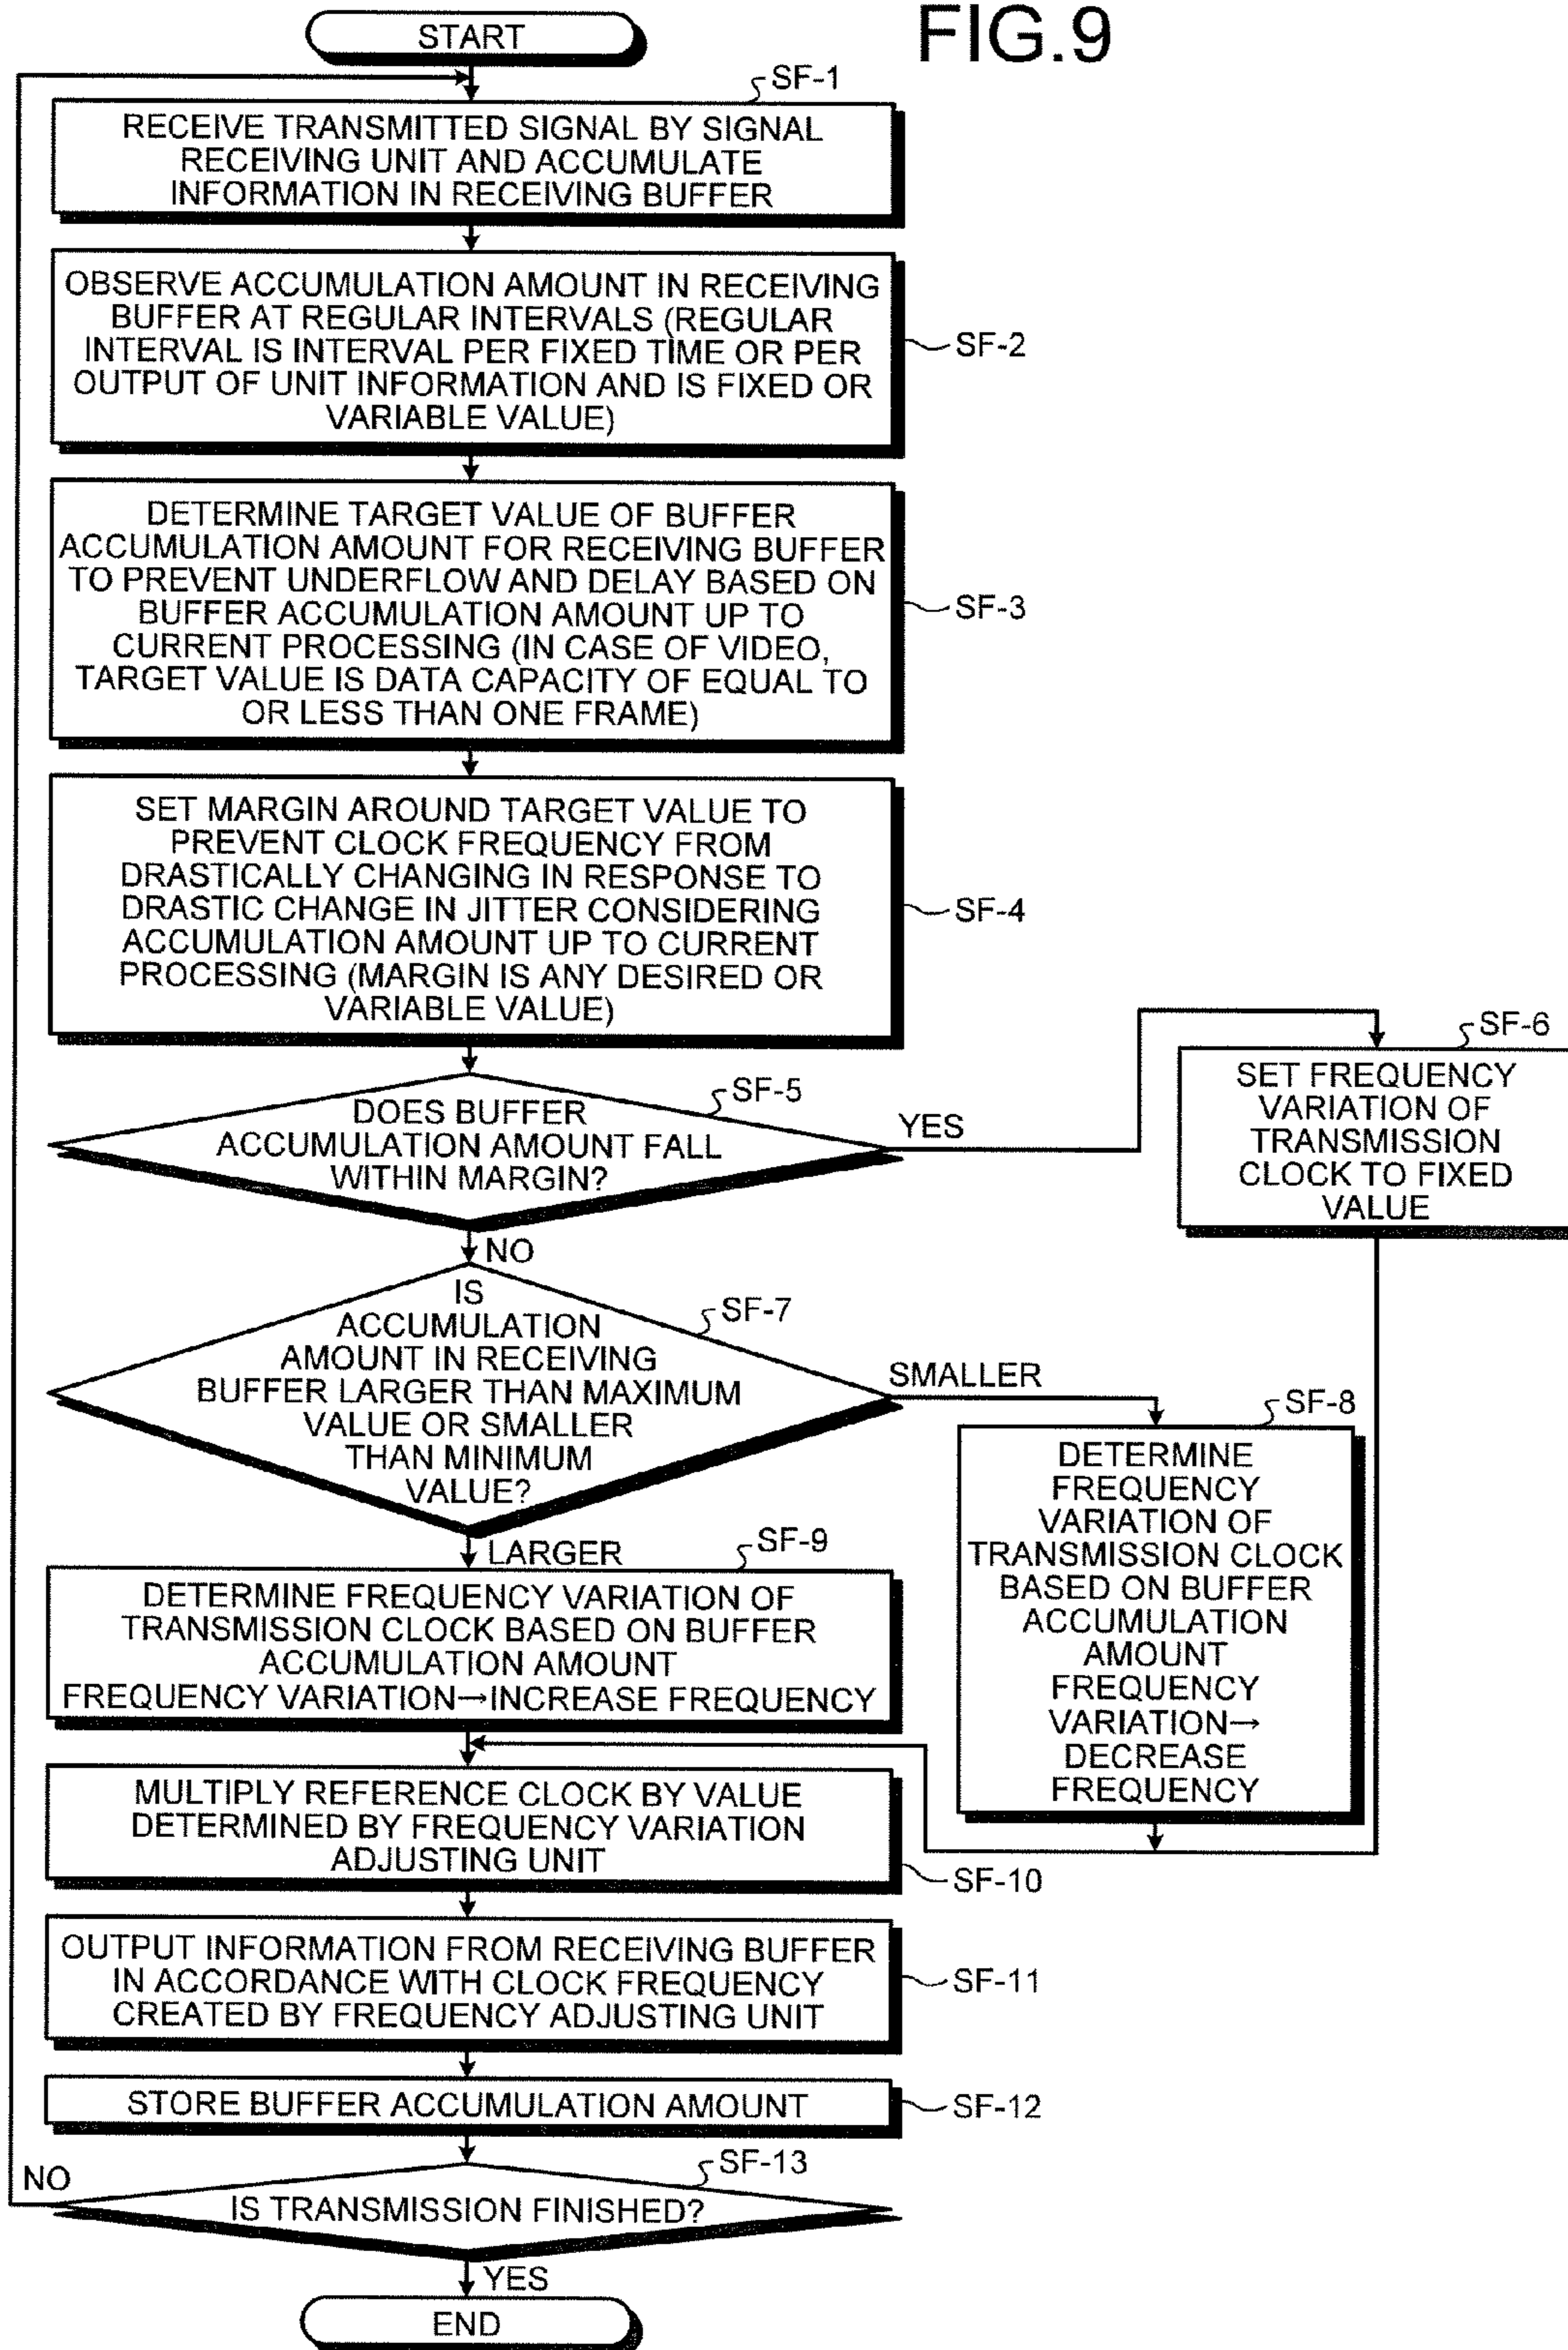 FIG.9
START
SF-1
RECEIVE TRANSMITTED SIGNAL BY SIGNAL
RECEIVING UNIT AND ACCUMULATE
INFORMATION IN RECEIVING BUFFER
OBSERVE ACCUMULATION AMOUNT IN RECEIVING
BUFFER AT REGULAR INTERVALS (REGULAR
INTERVAL IS INTERVAL PER FIXED TIME OR PER
OUTPUT OF UNIT INFORMATION AND IS FIXED OR
VARIABLE VALUE)
SF-2
DETERMINE TARGET VALUE OF BUFFER
ACCUMULATION AMOUNT FOR RECEIVING BUFFER
TO PREVENT UNDERFLOW AND DELAY BASED ON
BUFFER ACCUMULATION AMOUNT UP TO
CURRENT PROCESSING (IN CASE OF VIDEO,
TARGET VALUE IS DATA CAPACITY OF EQUAL TO
OR LESS THAN ONE FRAME)
SF-3
SET MARGIN AROUND TARGET VALUE TO
PREVENT CLOCK FREQUENCY FROM
DRASTICALLY CHANGING IN RESPONSE TO
DRASTIC CHANGE IN JITTER CONSIDERING
ACCUMULATION AMOUNT UP TO CURRENT
PROCESSING (MARGIN IS ANY DESIRED OR
VARIABLE VALUE)
SF-4
SF-5
DOES BUFFER
ACCUMULATION AMOUNT FALL
WITHIN MARGIN?
YES
SF-6
SET FREQUENCY
VARIATION OF
TRANSMISSION
CLOCK TO FIXED
VALUE
NO
SF-7
IS
ACCUMULATION
AMOUNT IN RECEIVING
BUFFER LARGER THAN MAXIMUM
VALUE OR SMALLER
THAN MINIMUM
VALUE?
SMALLER
SF-8
DETERMINE
FREQUENCY
VARIATION OF
TRANSMISSION CLOCK
BASED ON BUFFER
ACCUMULATION
AMOUNT
FREQUENCY
VARIATION→
DECREASE
FREQUENCY
LARGER
SF-9
DETERMINE FREQUENCY VARIATION OF
TRANSMISSION CLOCK BASED ON BUFFER
ACCUMULATION AMOUNT
FREQUENCY VARIATION→INCREASE FREQUENCY
MULTIPLY REFERENCE CLOCK BY VALUE
DETERMINED BY FREQUENCY VARIATION
ADJUSTING UNIT
SF-10
OUTPUT INFORMATION FROM RECEIVING BUFFER
IN ACCORDANCE WITH CLOCK FREQUENCY
CREATED BY FREQUENCY ADJUSTING UNIT
SF-11
STORE BUFFER ACCUMULATION AMOUNT
SF-12
SF-13
NO
IS TRANSMISSION FINISHED?
YES
END